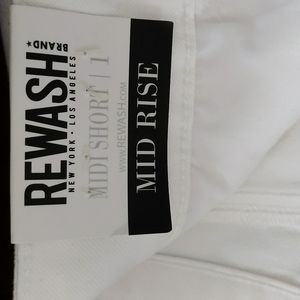 REWASH
BRAND★
NEW YORK • LOS ANGELES
MIDI SHORT | 1
www.REWASH.com
MID RISE